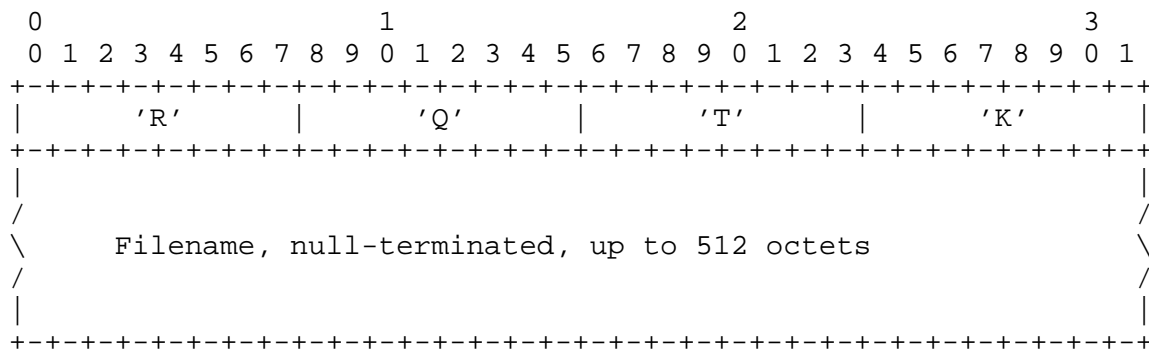 0                   1                   2                   3
 0 1 2 3 4 5 6 7 8 9 0 1 2 3 4 5 6 7 8 9 0 1 2 3 4 5 6 7 8 9 0 1
+-+-+-+-+-+-+-+-+-+-+-+-+-+-+-+-+-+-+-+-+-+-+-+-+-+-+-+-+-+-+-+-+
|      ’R’      |      ’Q’      |      ’T’      |      ’K’      |
+-+-+-+-+-+-+-+-+-+-+-+-+-+-+-+-+-+-+-+-+-+-+-+-+-+-+-+-+-+-+-+-+
|                                                               |
/                                                               /
\     Filename, null-terminated, up to 512 octets               \
/                                                               /
|                                                               |
+-+-+-+-+-+-+-+-+-+-+-+-+-+-+-+-+-+-+-+-+-+-+-+-+-+-+-+-+-+-+-+-+